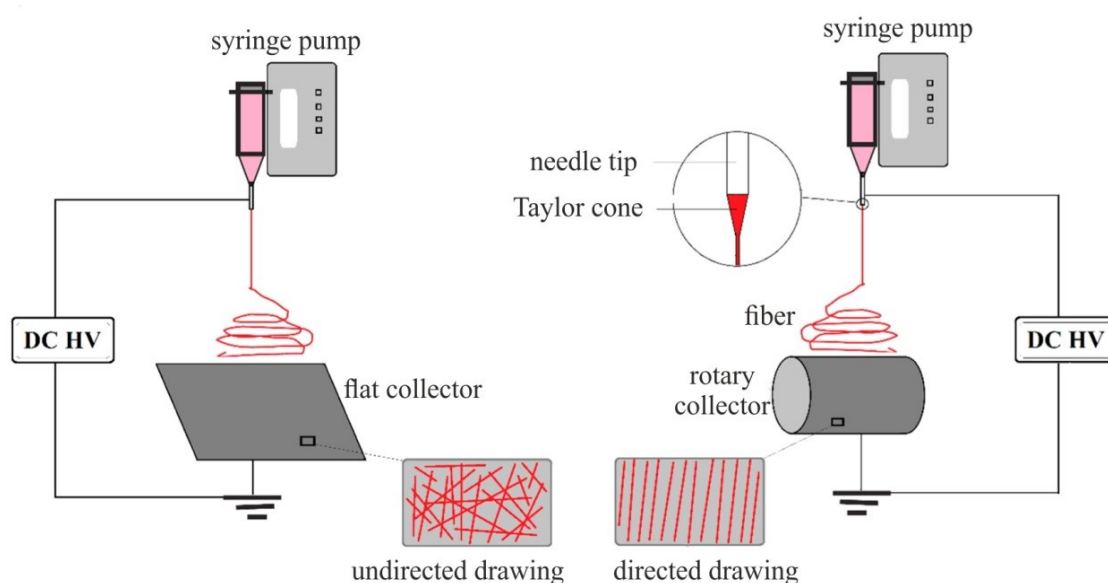 syringe pump
syringe pump
needle tip
Taylor cone
fiber
DC HV
DC HV
flat collector
rotary
collector
undirected drawing
directed drawing